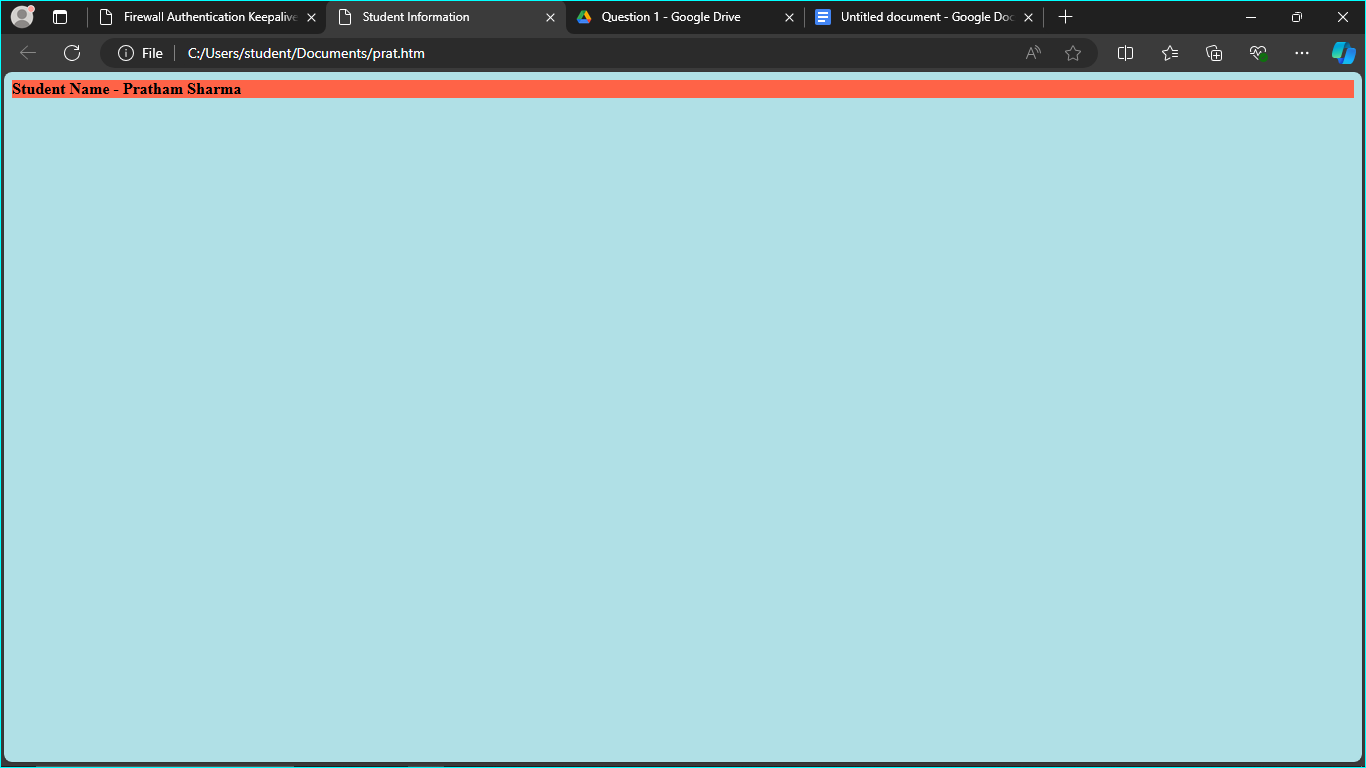 Firewall Authentication Keepalive
Student Information
Question 1 - Google Drive
Untitled document - Google Doc
File
C:/Users/student/Documents/prat.htm
Student Name - Pratham Sharma